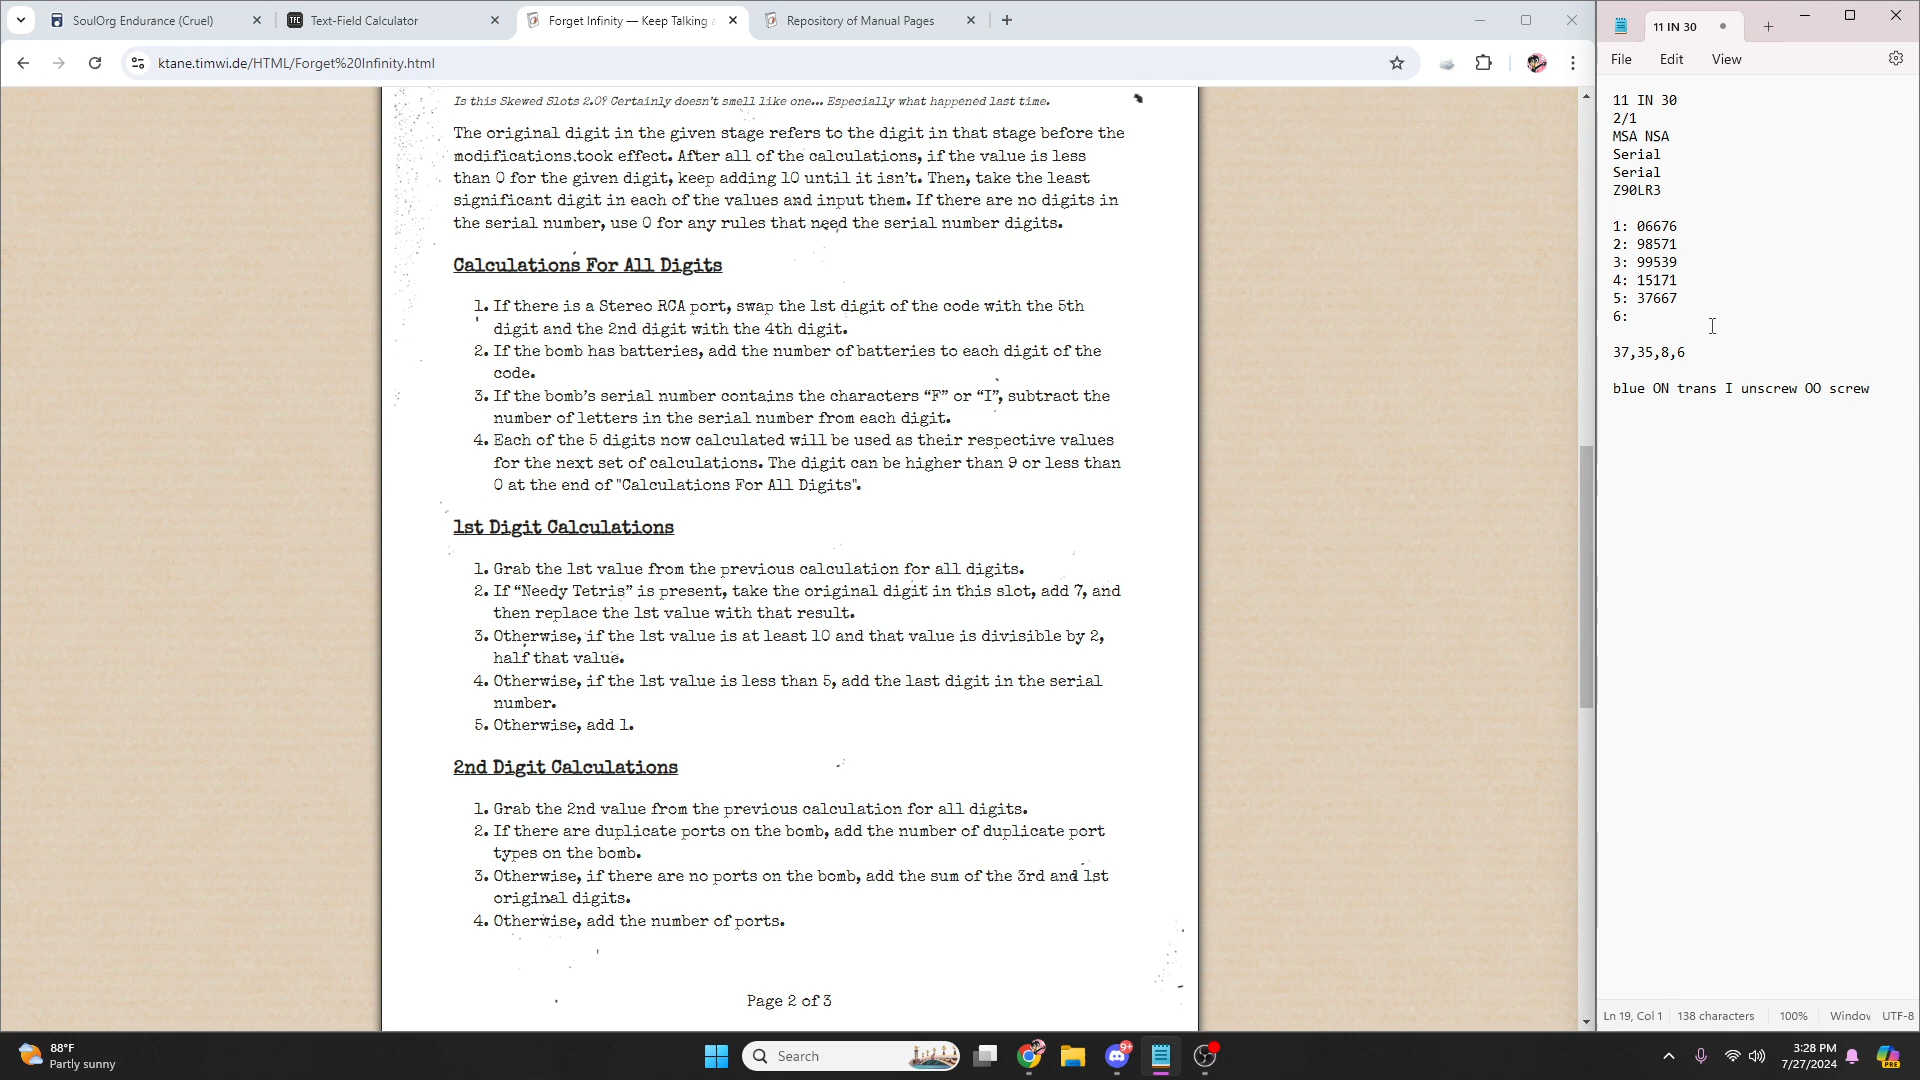 SoulOrg Endurance (Cruel)
Text-Field Calculator
Forget Infinity — Keep Talking
Repository of Manual Pages
ktane.timwi.de/HTML/Forget%20Infinity.html
Is this Skewed Slots 2.0? Certainly doesn't smell like one... Especially what happened last time.
The original digit in the given stage refers to the digit in that stage before the
modifications took effect. After all of the calculations, if the value is less
than 0 for the given digit, keep adding 10 until it isn't. Then, take the least
significant digit in each of the values and input them. If there are no digits in
the serial number, use 0 for any rules that need the serial number digits.
Calculations For All Digits
1. If there is a Stereo RCA port, swap the 1st digit of the code with the 5th
digit and the 2nd digit with the 4th digit.
2. If the bomb has batteries, add the number of batteries to each digit of the
code.
3. If the bomb's serial number contains the characters “F” or “I”, subtract the
number of letters in the serial number from each digit.
4. Each of the 5 digits now calculated will be used as their respective values
for the next set of calculations. The digit can be higher than 9 or less than
0 at the end of "Calculations For All Digits".
1st Digit Calculations
1. Grab the 1st value from the previous calculation for all digits.
2. If “Needy Tetris” is present, take the original digit in this slot, add 7, and
then replace the 1st value with that result.
3. Otherwise, if the 1st value is at least 10 and that value is divisible by 2,
half that value.
4. Otherwise, if the 1st value is less than 5, add the last digit in the serial
number.
5. Otherwise, add 1.
2nd Digit Calculations
1. Grab the 2nd value from the previous calculation for all digits.
2. If there are duplicate ports on the bomb, add the number of duplicate port
types on the bomb.
3. Otherwise, if there are no ports on the bomb, add the sum of the 3rd and 1st
original digits.
4. Otherwise, add the number of ports.
Page 2 of 3
11 IN 30
File Edit View
11 IN 30
2/1
MSA NSA
Serial
Serial
Z90LR3
1: 06676
2: 98571
3: 99539
4: 15171
5: 37667
6:
37,35,8,6
blue ON trans I unscrew OO screw
Ln 19, Col 1 138 characters 100% Window UTF-8
88°F
Partly sunny
Search
9+
3:28 PM
7/27/2024
PRE